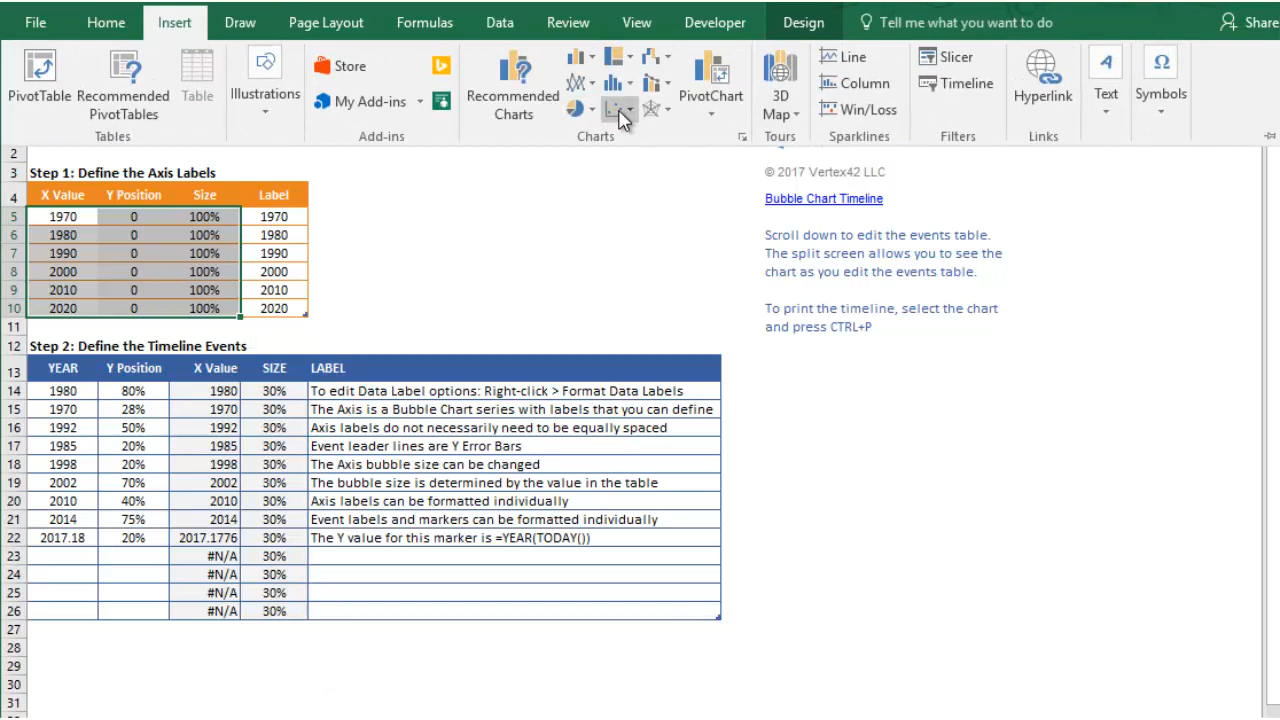 File Home Insert Draw Page Layout Formulas Data Review View Developer Design Tell me what you want to do Share
PivotTable Recommended PivotTables Table Illustrations Store My Add-ins Recommended Charts PivotChart 3D Map Line Column Win/Loss Slicer Timeline Hyperlink Text Symbols
Tables Add-ins Charts Tours Sparklines Filters Links
2
3 Step 1: Define the Axis Labels © 2017 Vertex42 LLC
4 X Value Y Position Size Label Bubble Chart Timeline
5 1970 0 100% 1970
6 1980 0 100% 1980 Scroll down to edit the events table.
7 1990 0 100% 1990 The split screen allows you to see the
8 2000 0 100% 2000 chart as you edit the events table.
9 2010 0 100% 2010
10 2020 0 100% 2020 To print the timeline, select the chart
11 and press CTRL+P
12 Step 2: Define the Timeline Events
13 YEAR Y Position X Value SIZE LABEL
14 1980 80% 1980 30% To edit Data Label options: Right-click > Format Data Labels
15 1970 28% 1970 30% The Axis is a Bubble Chart series with labels that you can define
16 1992 50% 1992 30% Axis labels do not necessarily need to be equally spaced
17 1985 20% 1985 30% Event leader lines are Y Error Bars
18 1998 20% 1998 30% The Axis bubble size can be changed
19 2002 70% 2002 30% The bubble size is determined by the value in the table
20 2010 40% 2010 30% Axis labels can be formatted individually
21 2014 75% 2014 30% Event labels and markers can be formatted individually
22 2017.18 20% 2017.1776 30% The Y value for this marker is =YEAR(TODAY())
23 #N/A 30%
24 #N/A 30%
25 #N/A 30%
26 #N/A 30%
27
28
29
30
31